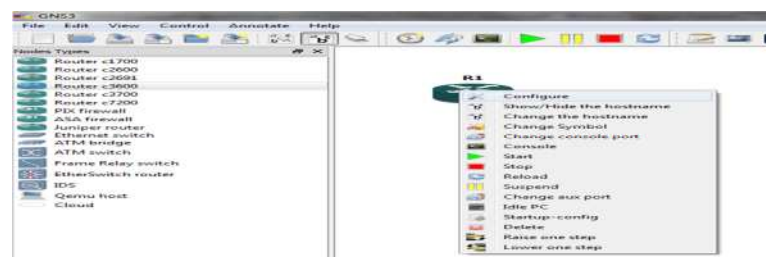 GNS3
File Edit View Control Annotate Help
Nodes Types
Router c1700
Router c2600
Router c2691
Router c3600
Router c3700
Router c7200
PIX firewall
ASA firewall
Juniper router
Ethernet switch
ATM bridge
ATM switch
Frame Relay switch
EtherSwitch router
IDS
Qemu host
Cloud
R1
Configure
Show/Hide the hostname
Change the hostname
Change Symbol
Change console port
Console
Start
Stop
Reload
Suspend
Change aux port
Idle PC
Startup-config
Delete
Raise one step
Lower one step